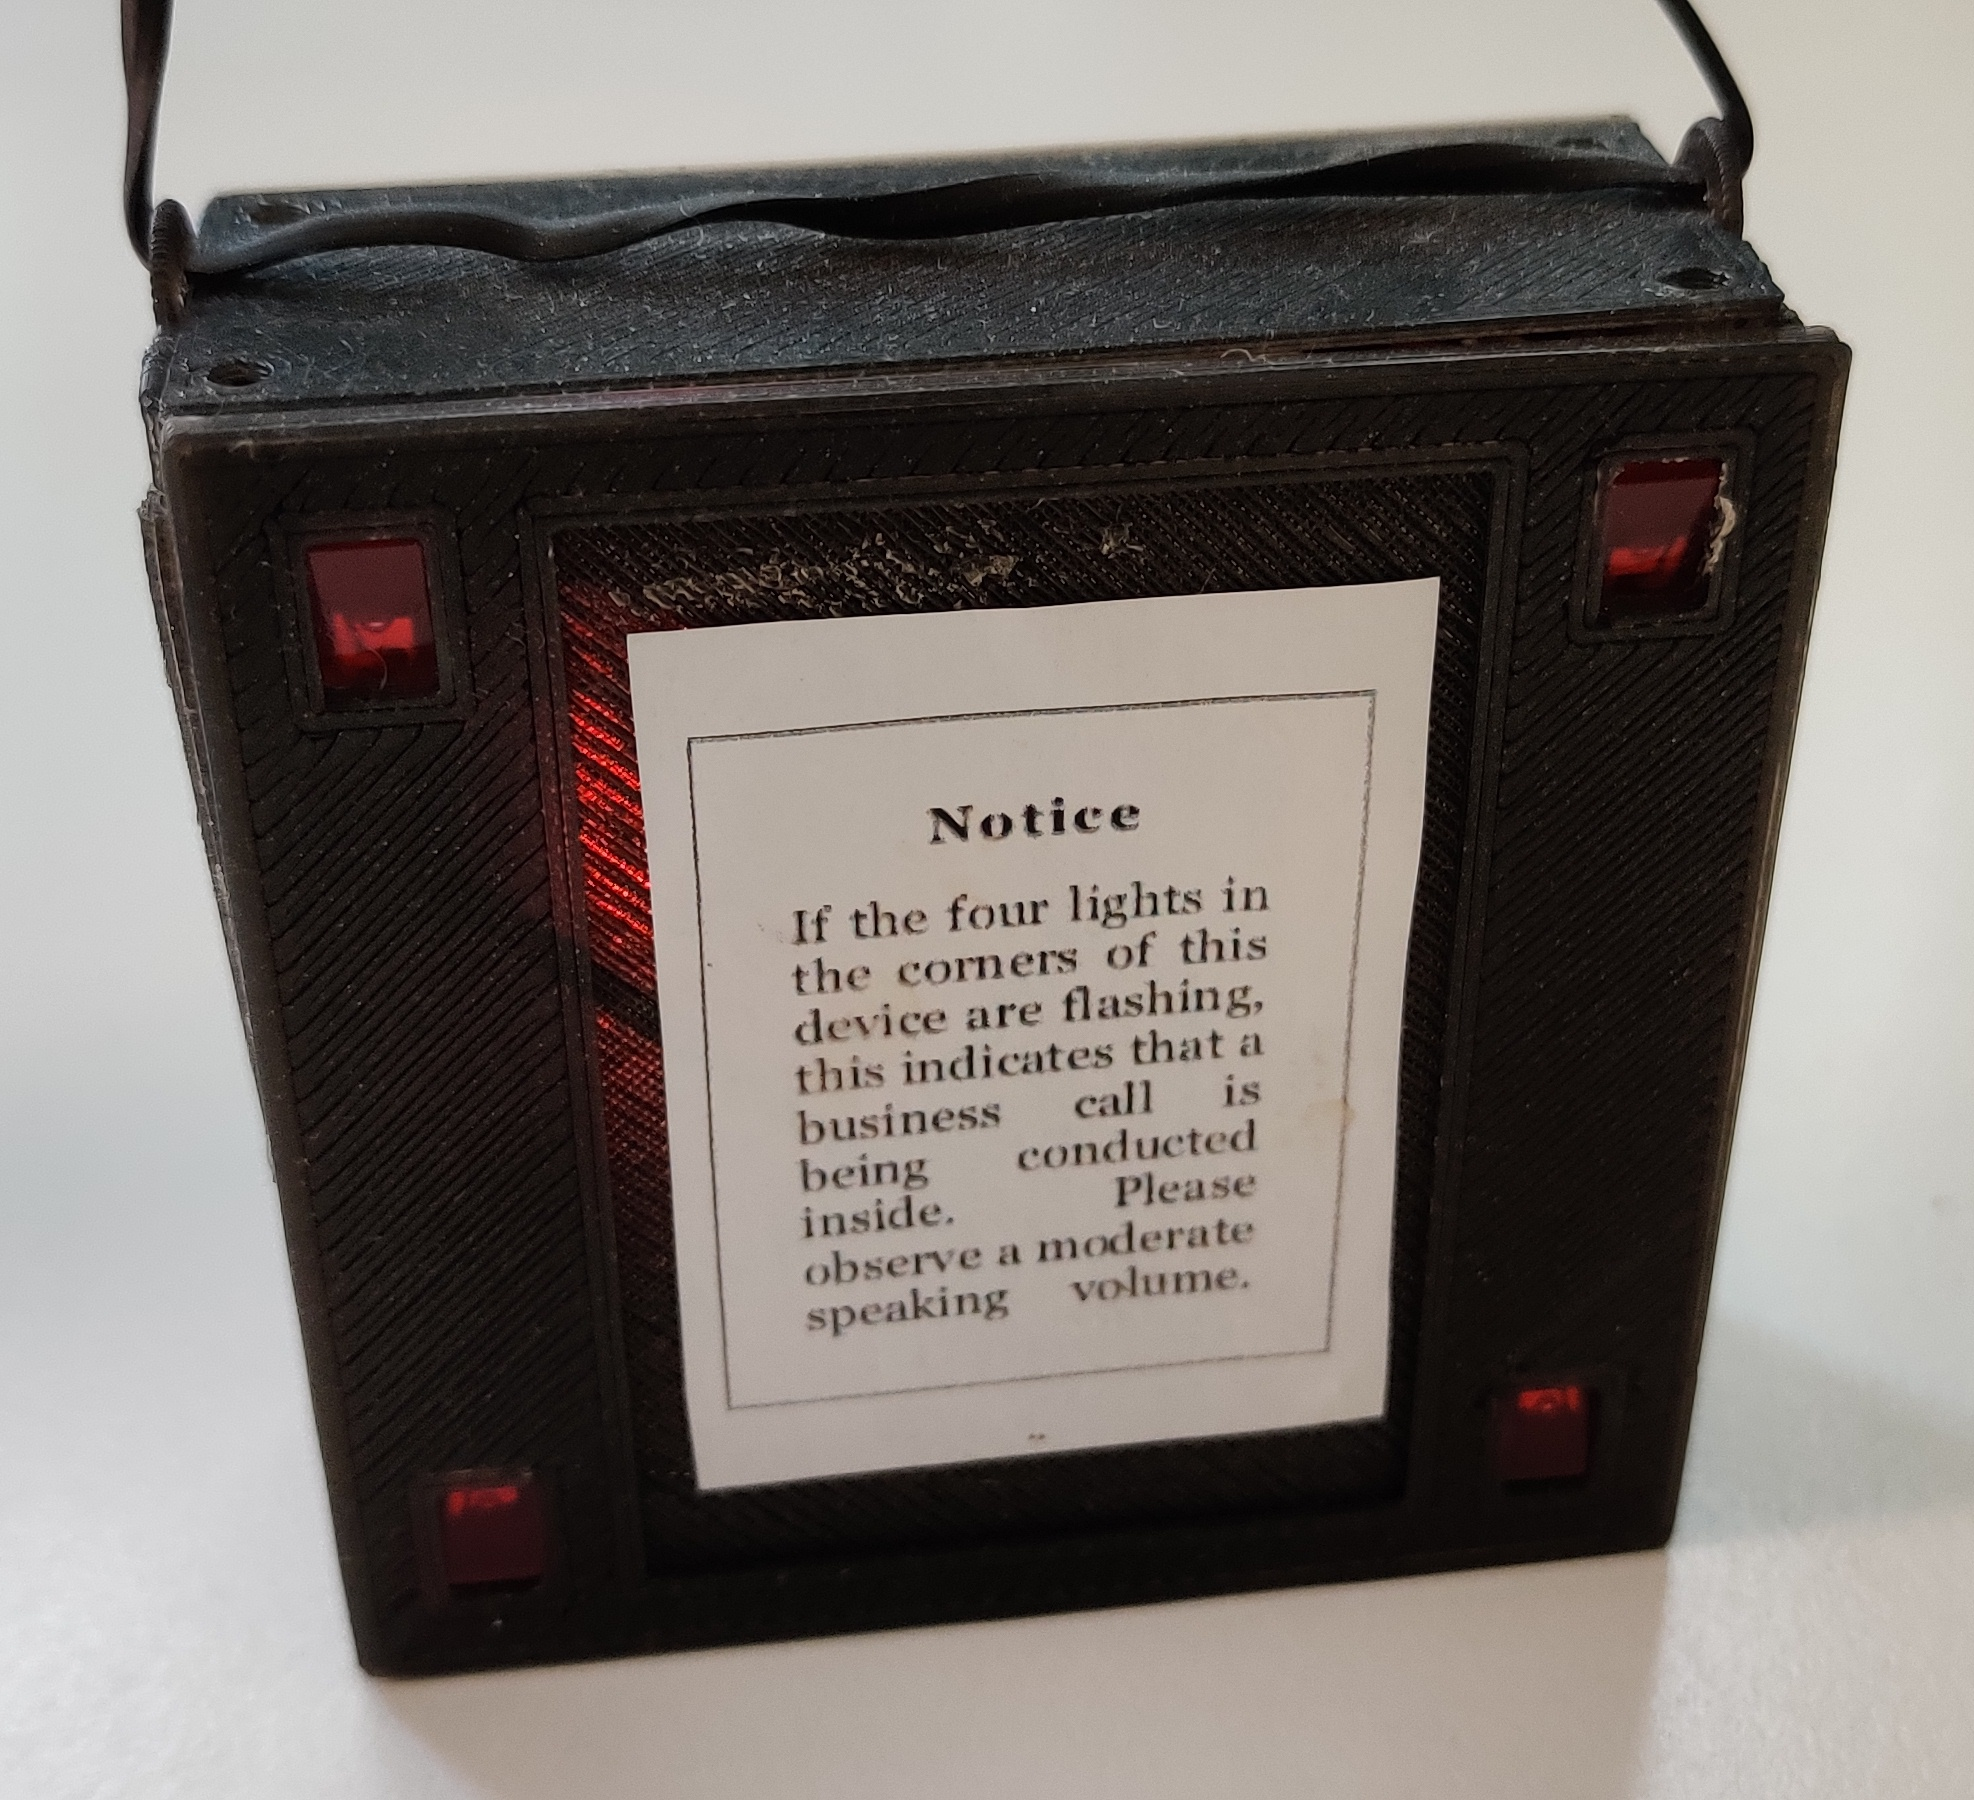 Notice
If the four lights in
the corners of this
device are flashing,
this indicates that a
business call is
being conducted
inside. Please
observe a moderate
speaking volume.